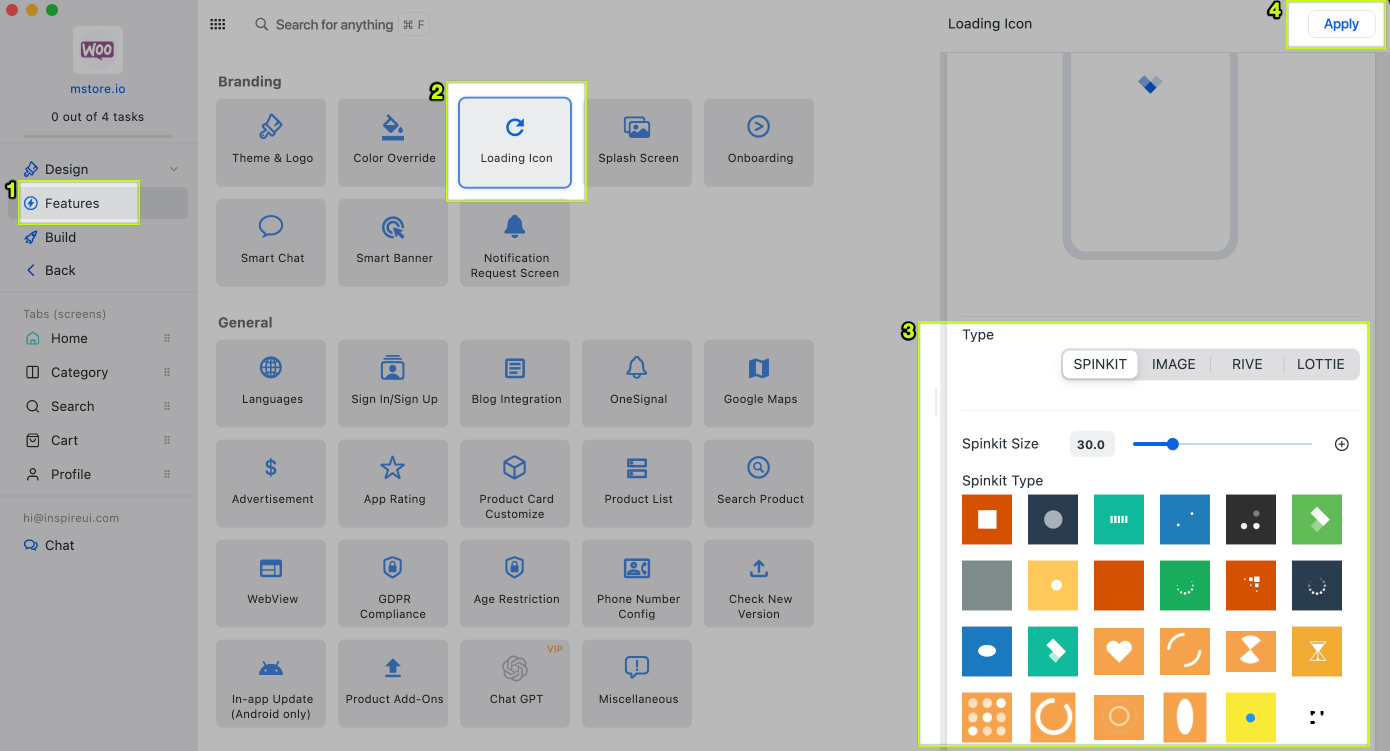 Woo
mstore.io
0 out of 4 tasks
Design
1
Features
Build
Back
Tabs (screens)
Home
Category
Search
Cart
Profile
hi@inspireui.com
Chat
Search for anything ⌘ F
Branding
Theme & Logo
Color Override
2
Loading Icon
Splash Screen
Onboarding
Smart Chat
Smart Banner
Notification
Request Screen
General
Languages
Sign In/Sign Up
Blog Integration
OneSignal
Google Maps
Advertisement
App Rating
Product Card
Customize
Product List
Search Product
WebView
GDPR
Compliance
Age Restriction
Phone Number
Config
Check New
Version
In-app Update
(Android only)
Product Add-Ons
VIP
Chat GPT
Miscellaneous
Loading Icon
4
Apply
3
Type
SPINKIT IMAGE RIVE LOTTIE
Spinkit Size 30.0
Spinkit Type